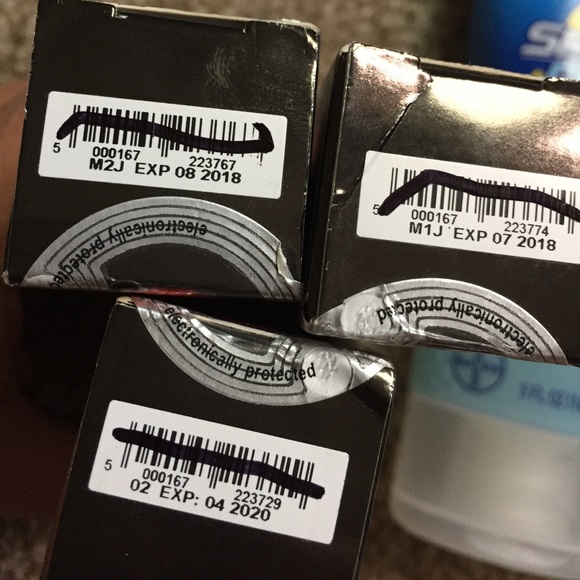 5 000167 223767
M2J EXP 08 2018
electronically protected
5 000167 223774
M1J EXP 07 2018
electronically protected
electronically protected
5 000167 223729
02 EXP: 04 2020